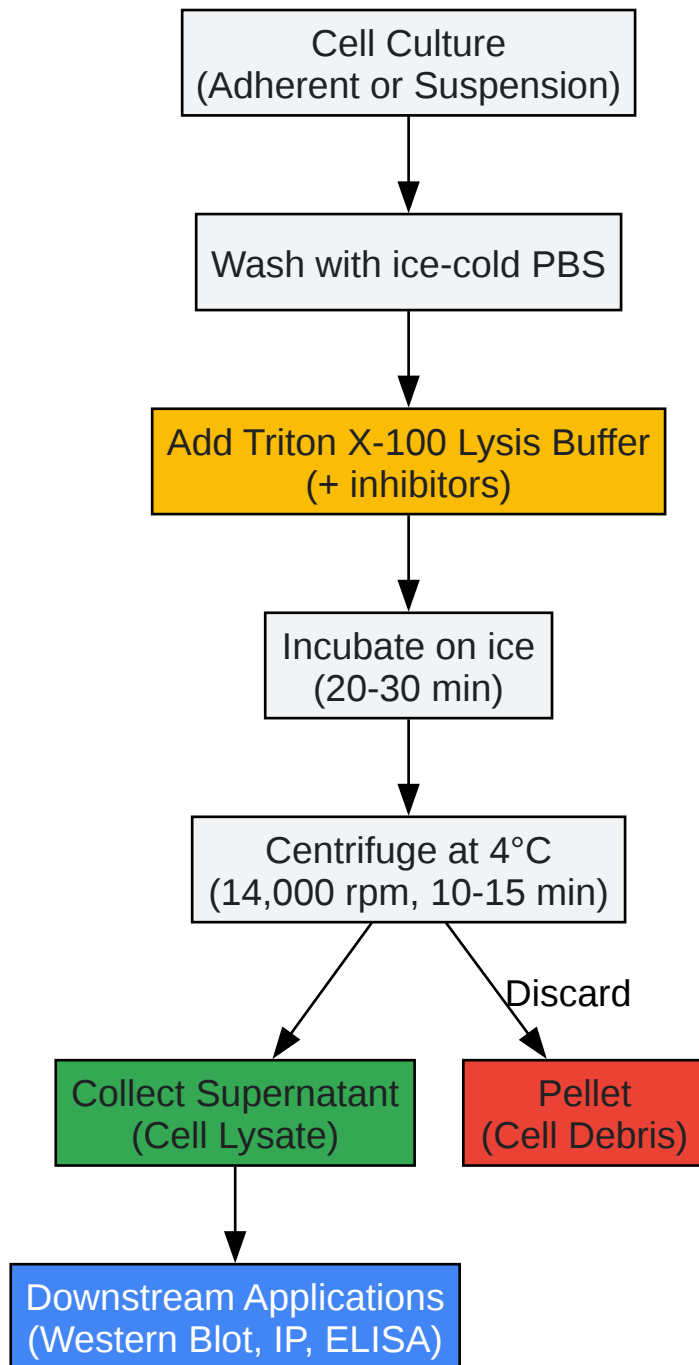 Cell Culture
(Adherent or Suspension)
Wash with ice-cold PBS
Add Triton X-100 Lysis Buffer
(+ inhibitors)
Incubate on ice
(20-30 min)
Centrifuge at 4°C
(14,000 rpm, 10-15 min)
Discard
Collect Supernatant
(Cell Lysate)
Pellet
(Cell Debris)
Downstream Applications
(Western Blot, IP, ELISA)